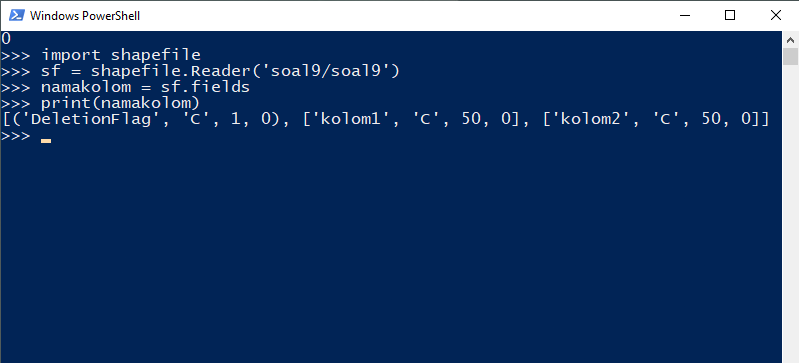 Windows PowerShell
0
>>> import shapefile
>>> sf = shapefile.Reader('soal9/soal9')
>>> namakolom = sf.fields
>>> print(namakolom)
[('DeletionFlag', 'C', 1, 0), ['kolom1', 'C', 50, 0], ['kolom2', 'C', 50, 0]]
>>>